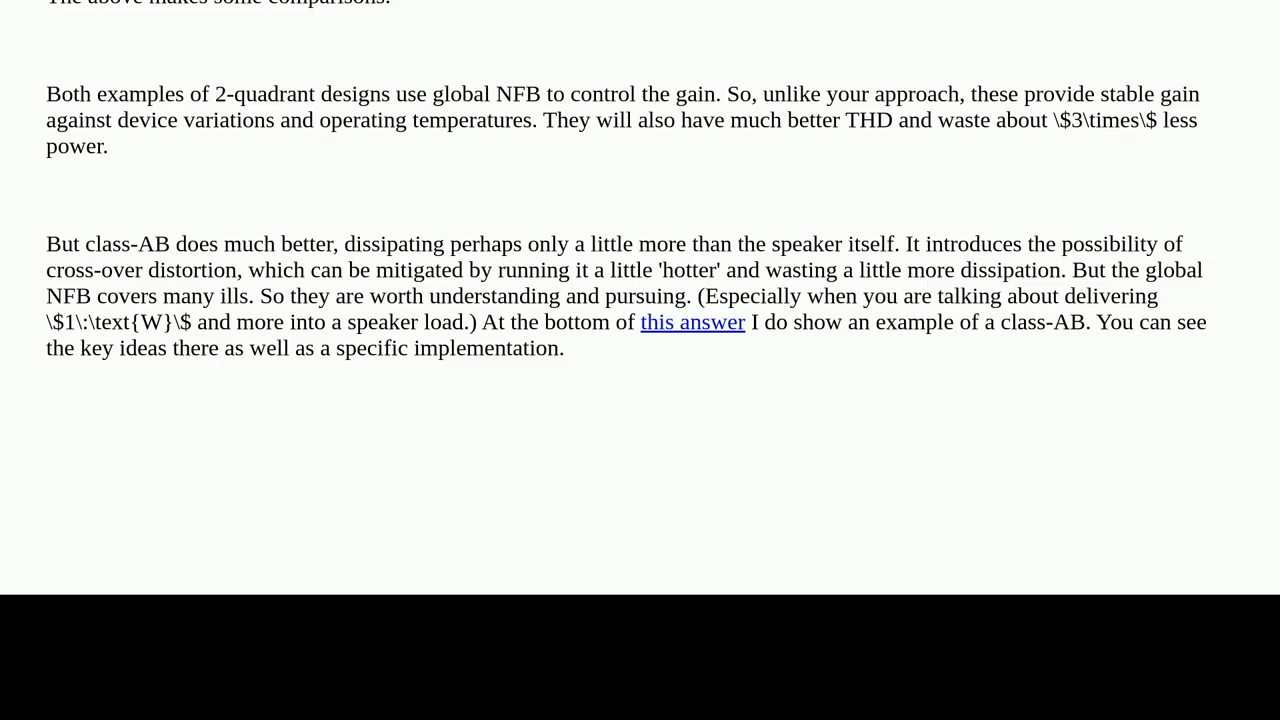 The above makes some comparisons.
Both examples of 2-quadrant designs use global NFB to control the gain. So, unlike your approach, these provide stable gain
against device variations and operating temperatures. They will also have much better THD and waste about \$3\times\$ less
power.
But class-AB does much better, dissipating perhaps only a little more than the speaker itself. It introduces the possibility of
cross-over distortion, which can be mitigated by running it a little 'hotter' and wasting a little more dissipation. But the global
NFB covers many ills. So they are worth understanding and pursuing. (Especially when you are talking about delivering
\$1\:\text{W}\$ and more into a speaker load.) At the bottom of this answer I do show an example of a class-AB. You can see
the key ideas there as well as a specific implementation.